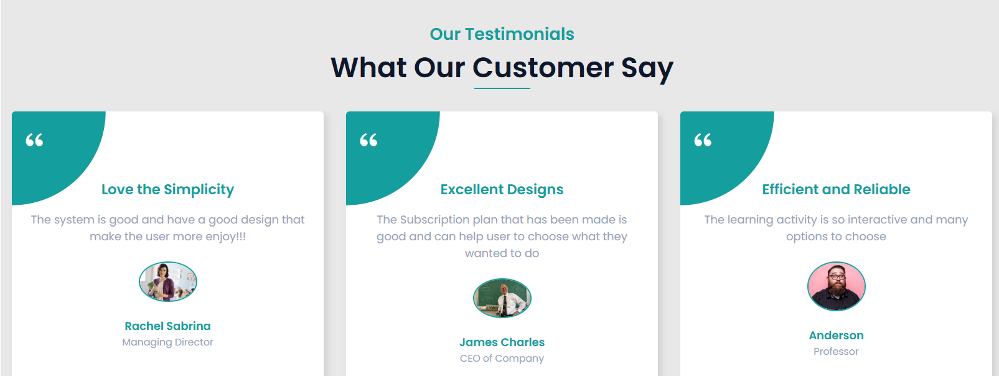 Our Testimonials
What Our Customer Say
“
Love the Simplicity
The system is good and have a good design that
make the user more enjoy!!!
Rachel Sabrina
Managing Director
“
Excellent Designs
The Subscription plan that has been made is
good and can help user to choose what they
wanted to do
James Charles
CEO of Company
“
Efficient and Reliable
The learning activity is so interactive and many
options to choose
Anderson
Professor